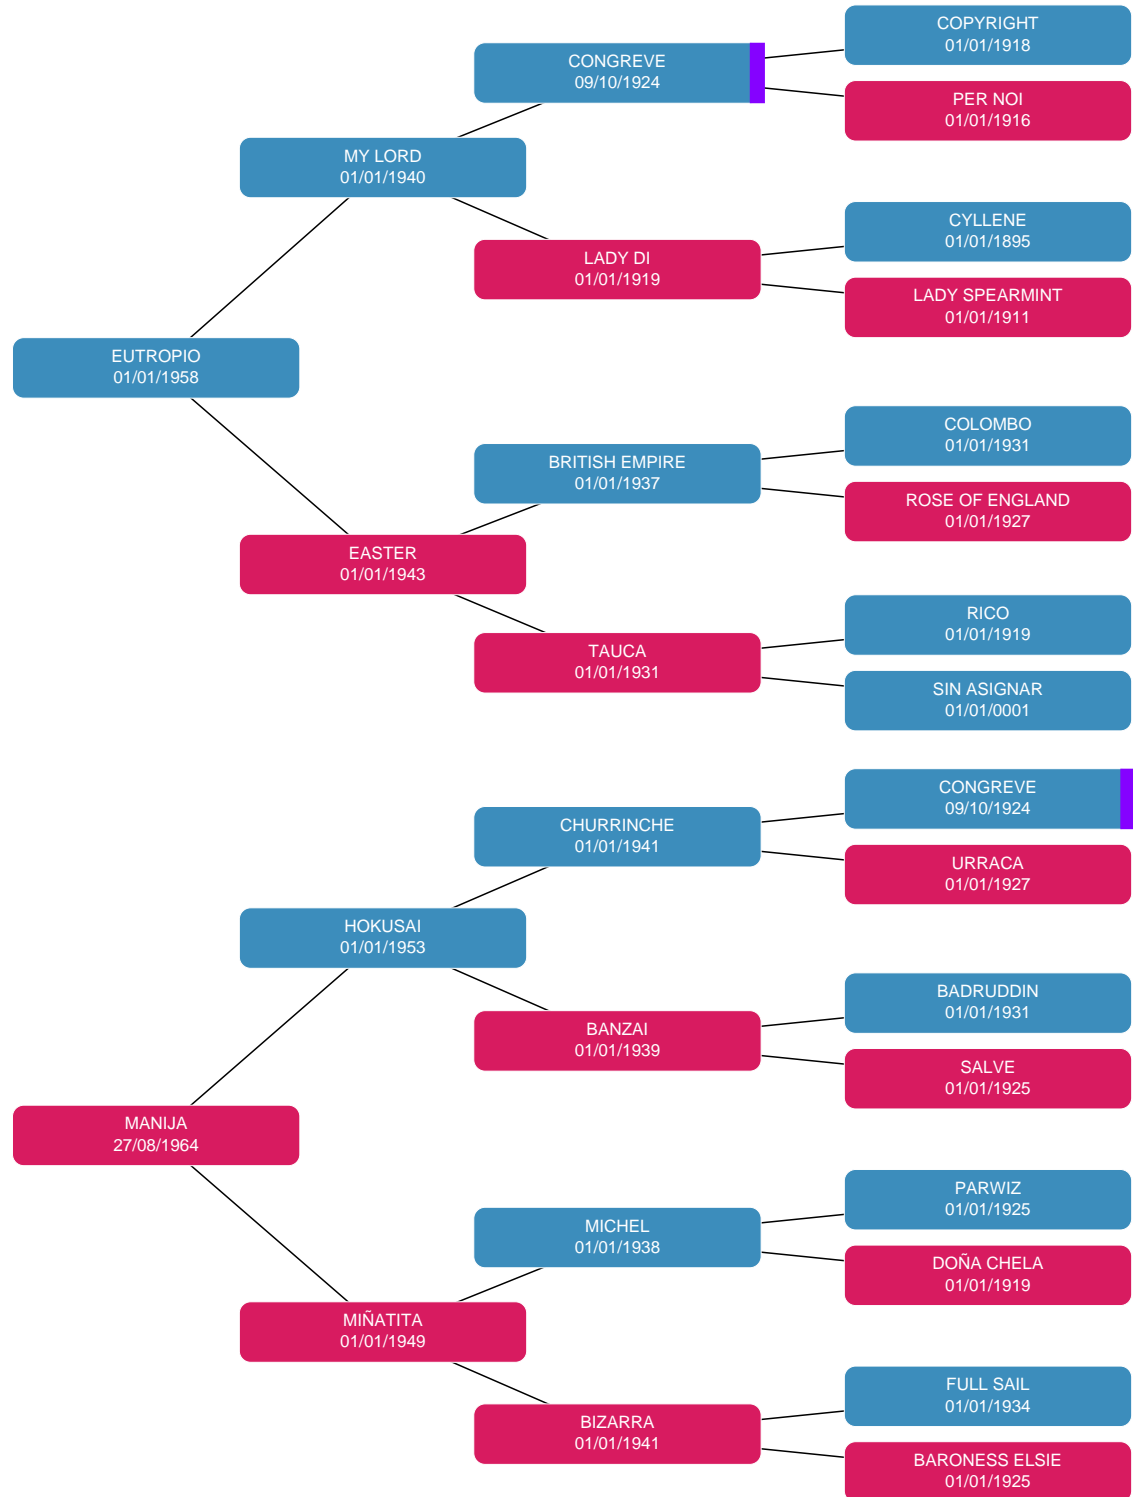 COPYRIGHT
01/01/1918
CONGREVE
09/10/1924
PER NOI
01/01/1916
MY LORD
01/01/1940
CYLLENE
01/01/1895
LADY DI
01/01/1919
LADY SPEARMINT
01/01/1911
EUTROPIO
01/01/1958
COLOMBO
01/01/1931
BRITISH EMPIRE
01/01/1937
ROSE OF ENGLAND
01/01/1927
EASTER
01/01/1943
RICO
01/01/1919
TAUCA
01/01/1931
SIN ASIGNAR
01/01/0001
CONGREVE
09/10/1924
CHURRINCHE
01/01/1941
URRACA
01/01/1927
HOKUSAI
01/01/1953
BADRUDDIN
01/01/1931
BANZAI
01/01/1939
SALVE
01/01/1925
MANIJA
27/08/1964
PARWIZ
01/01/1925
MICHEL
01/01/1938
DOÑA CHELA
01/01/1919
MIÑATITA
01/01/1949
FULL SAIL
01/01/1934
BIZARRA
01/01/1941
BARONESS ELSIE
01/01/1925